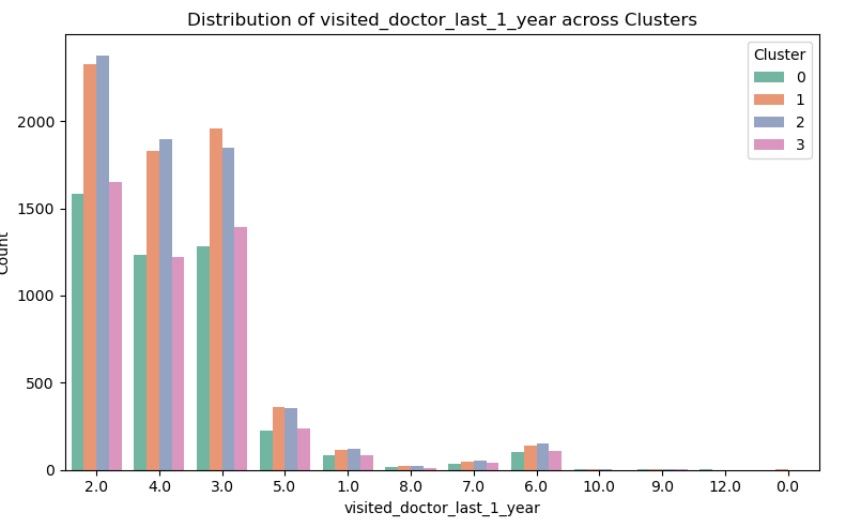 Distribution of visited_doctor_last_1_year across Clusters
Cluster
0
1
2
3
2000
1500
1000
500
0
Count
2.0 4.0 3.0 5.0 1.0 8.0 7.0 6.0 10.0 9.0 12.0 0.0
visited_doctor_last_1_year